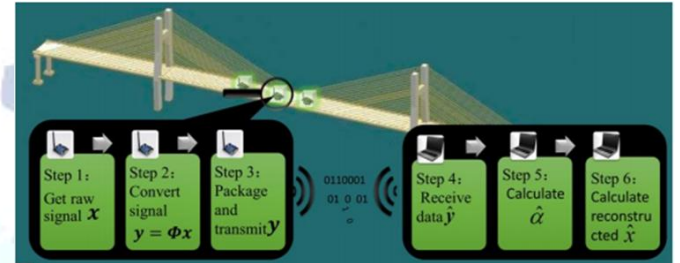 Step 1:
Get raw
signal x
Step 2:
Convert
signal
y = Φx
Step 3:
Package
and
transmit y
0110001
01 0 01
0
Step 4:
Receive
data ŷ
Step 5:
Calculate
α̂
Step 6:
Calculate
reconstru
cted x̂